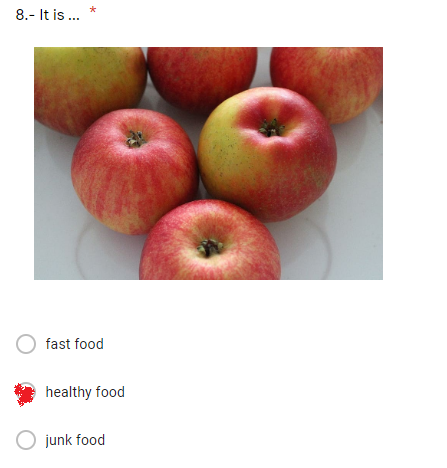 8.- It is ... *
fast food
healthy food
junk food